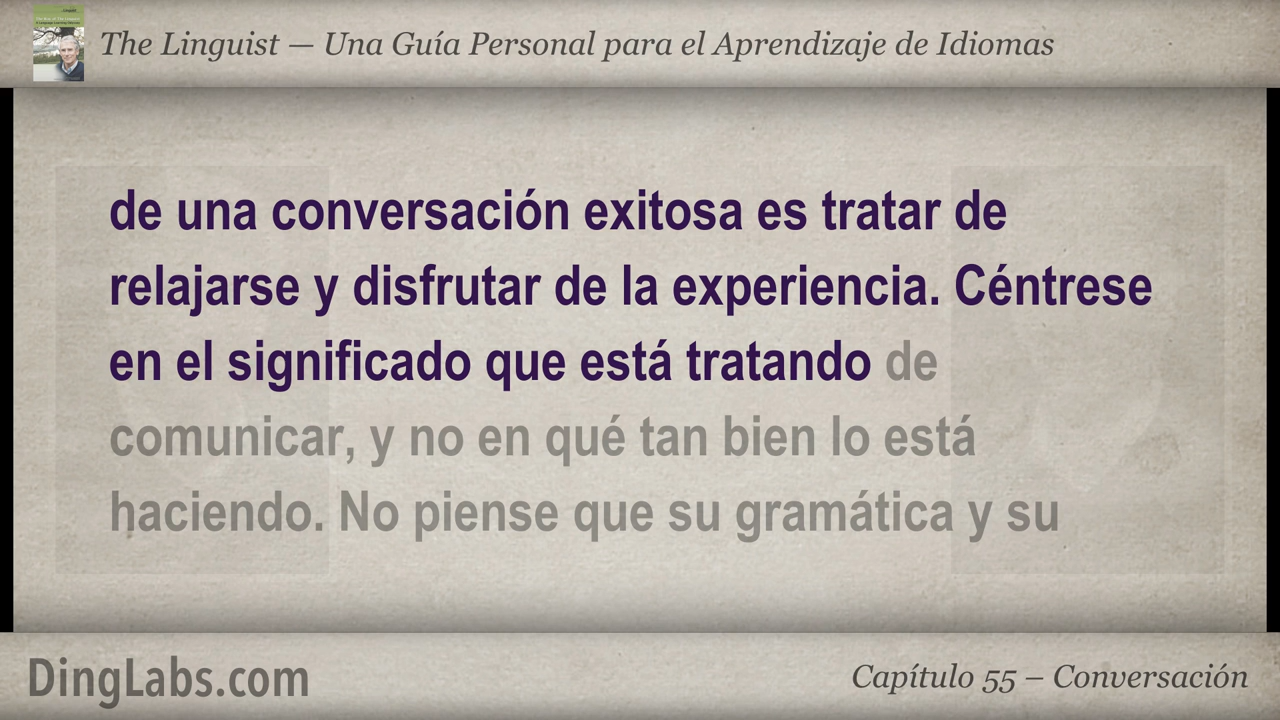 The Linguist — Una Guía Personal para el Aprendizaje de Idiomas
de una conversación exitosa es tratar de
relajarse y disfrutar de la experiencia. Céntrese
en el significado que está tratando de
comunicar, y no en qué tan bien lo está
haciendo. No piense que su gramática y su
DingLabs.com
Capítulo 55 – Conversación